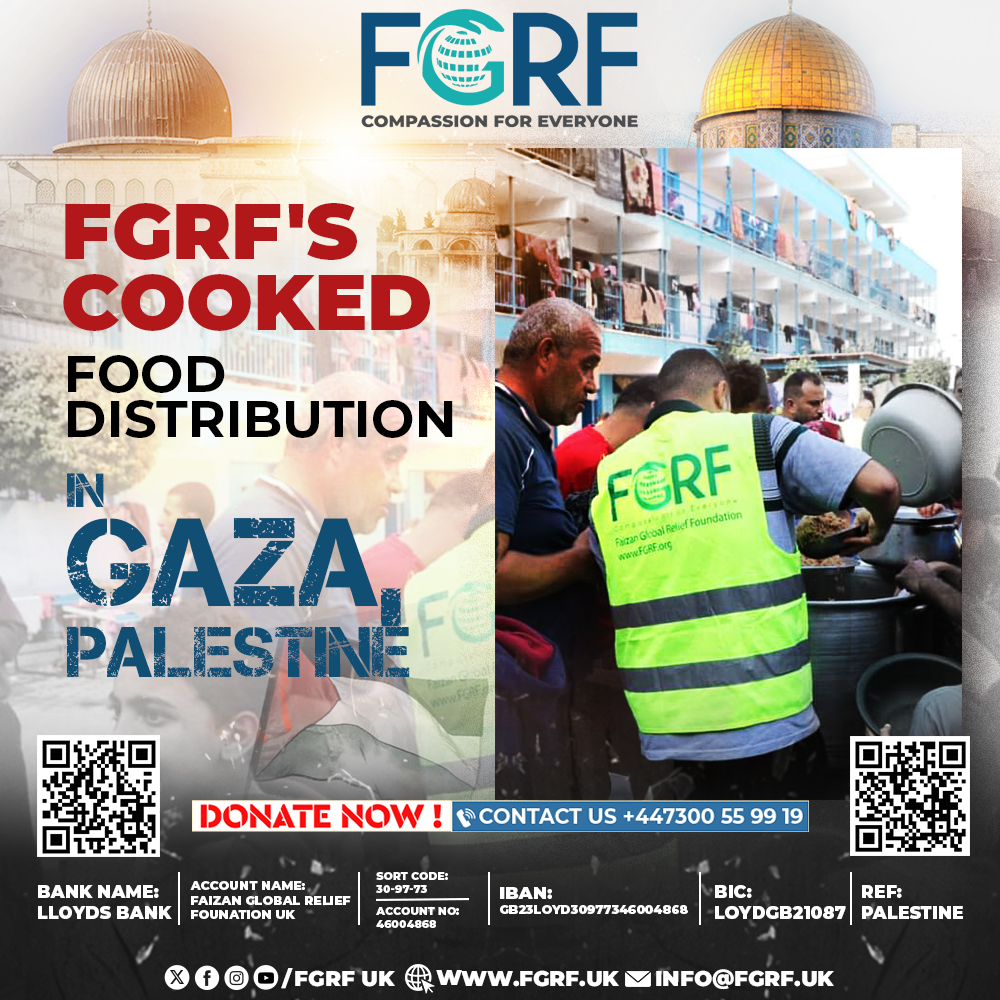 FGRF
COMPASSION FOR EVERYONE
FGRF'S
COOKED
FOOD
DISTRIBUTION
IN
GAZA,
PALESTINE
FGRF
Compassion for Everyone
Faizan Global Relief Foundation
www.FGRF.org
DONATE NOW !
CONTACT US +447300 55 99 19
BANK NAME:
LLOYDS BANK
ACCOUNT NAME:
FAIZAN GLOBAL RELIEF
FOUNATION UK
SORT CODE:
30-97-73
ACCOUNT NO:
46004868
IBAN:
GB23LOYD30977346004868
BIC:
LOYDGB21087
REF:
PALESTINE
/FGRF UK WWW.FGRF.UK INFO@FGRF.UK